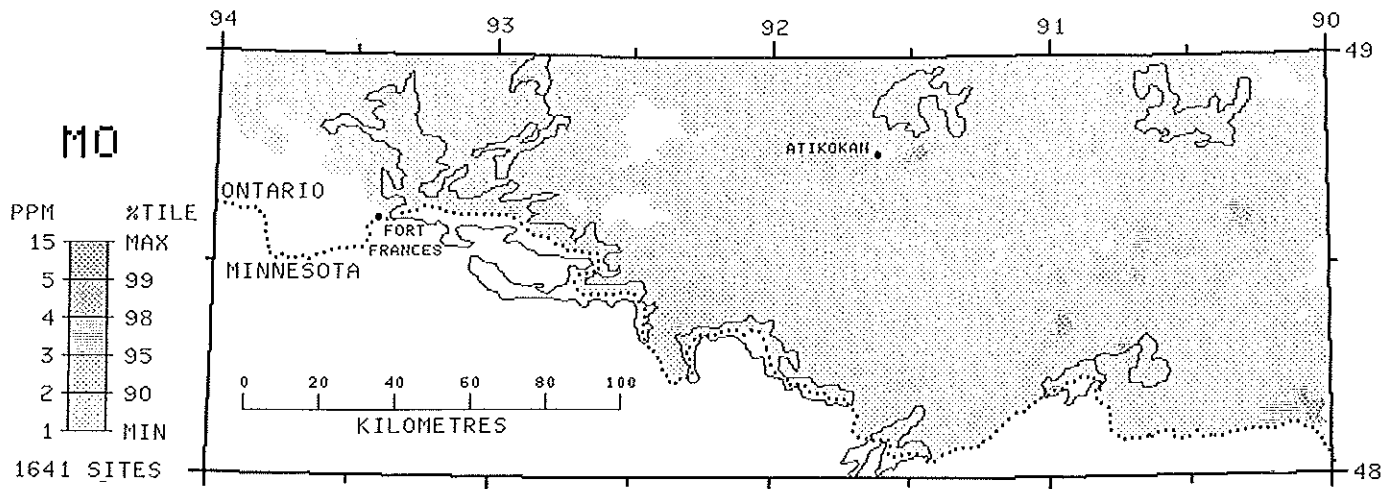 94 93 92 91 90
49
MO
ATIKOKAN
ONTARIO
PPM %TILE
FORT
FRANCES
15 MAX
MINNESOTA
5 99
4 98
3 95
2 90
1 MIN
0 20 40 60 80 100
KILOMETRES
1641 SITES
48